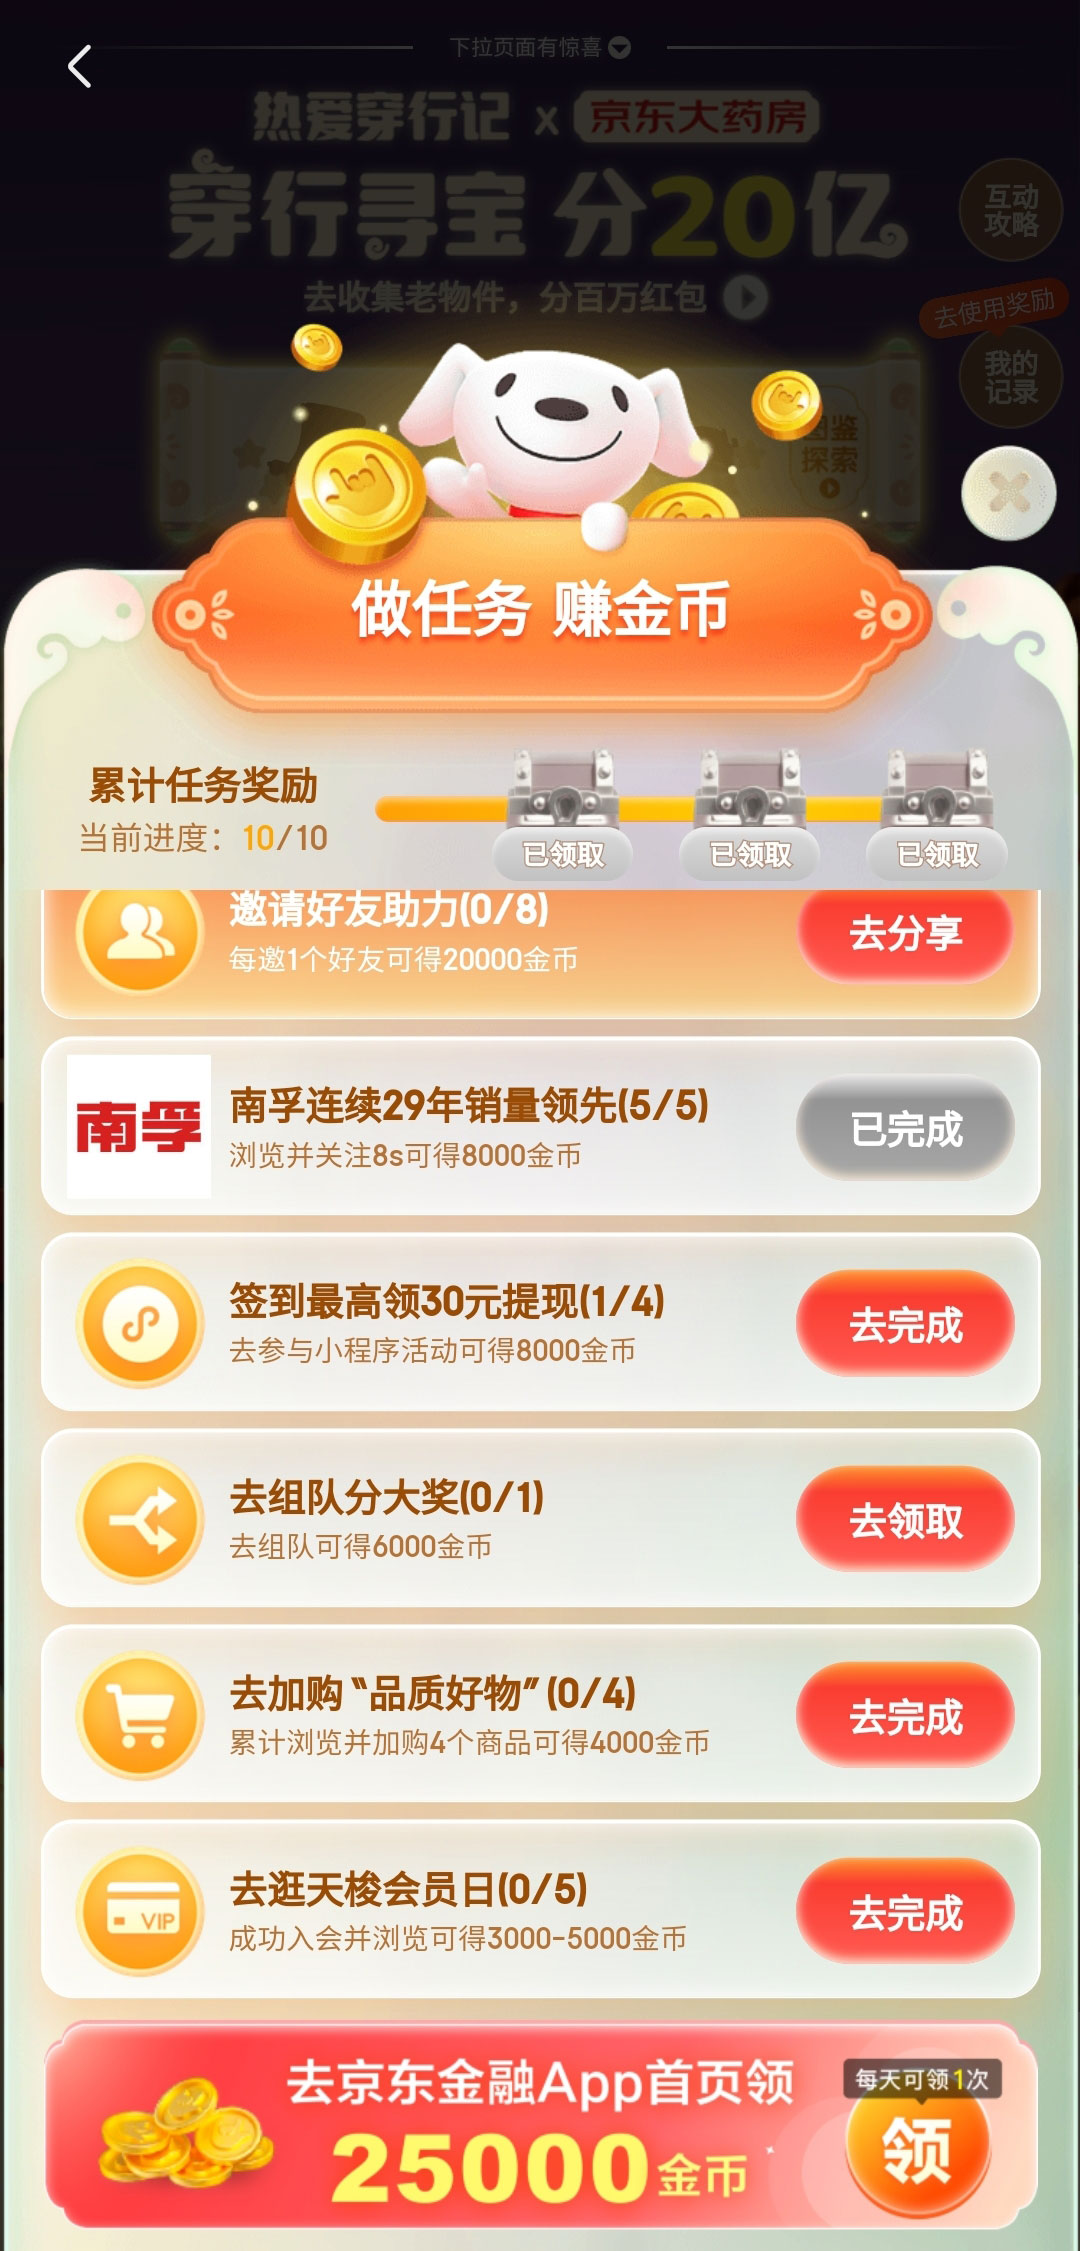 下拉页面有惊喜
热爱穿行记 x 京东大药房
穿行寻宝 分20亿
互动
攻略
去收集老物件，分百万红包
去使用奖励
我的
记录
图鉴
探索
做任务 赚金币
累计任务奖励
当前进度：10/10
已领取
已领取
已领取
邀请好友助力(0/8)
每邀1个好友可得20000金币
去分享
南孚
南孚连续29年销量领先(5/5)
浏览并关注8s可得8000金币
已完成
签到最高领30元提现(1/4)
去参与小程序活动可得8000金币
去完成
去组队分大奖(0/1)
去组队可得6000金币
去领取
去加购“品质好物”(0/4)
累计浏览并加购4个商品可得4000金币
去完成
VIP
去逛天梭会员日(0/5)
成功入会并浏览可得3000-5000金币
去完成
去京东金融App首页领
25000金币
每天可领1次
领